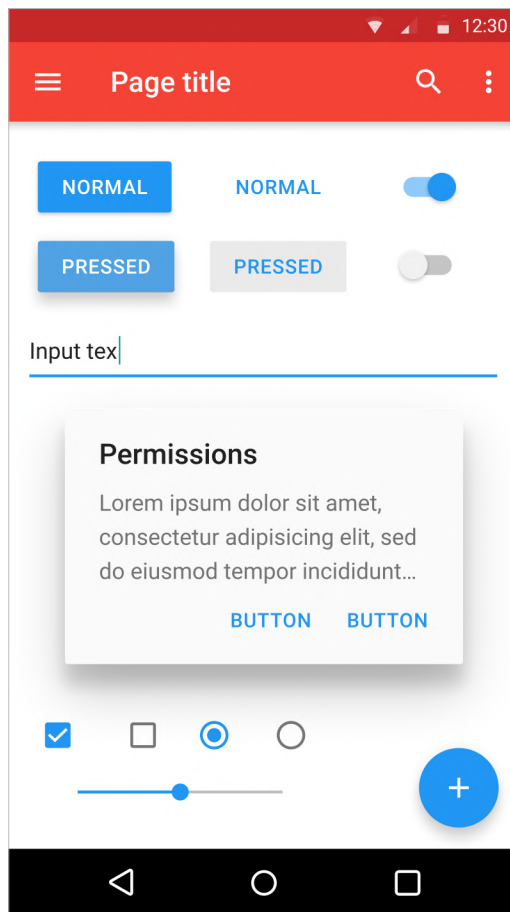 12:30
Page title
NORMAL NORMAL
PRESSED PRESSED
Input tex
Permissions
Lorem ipsum dolor sit amet,
consectetur adipisicing elit, sed
do eiusmod tempor incididunt...
BUTTON BUTTON